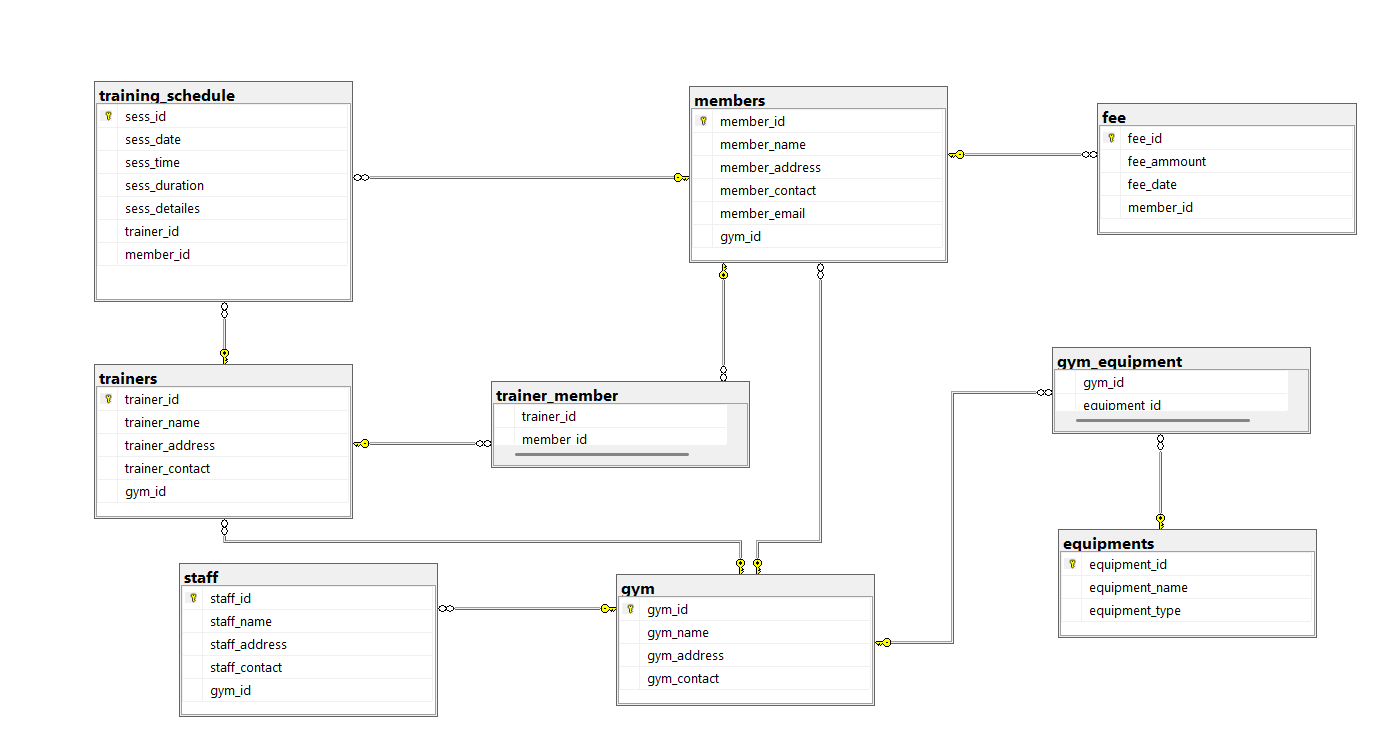 training_schedule
sess_id
sess_date
sess_time
sess_duration
sess_detailes
trainer_id
member_id
members
member_id
member_name
member_address
member_contact
member_email
gym_id
fee
fee_id
fee_ammount
fee_date
member_id
trainers
trainer_id
trainer_name
trainer_address
trainer_contact
gym_id
trainer_member
trainer_id
member_id
gym_equipment
gym_id
equipment_id
equipments
equipment_id
equipment_name
equipment_type
staff
staff_id
staff_name
staff_address
staff_contact
gym_id
gym
gym_id
gym_name
gym_address
gym_contact